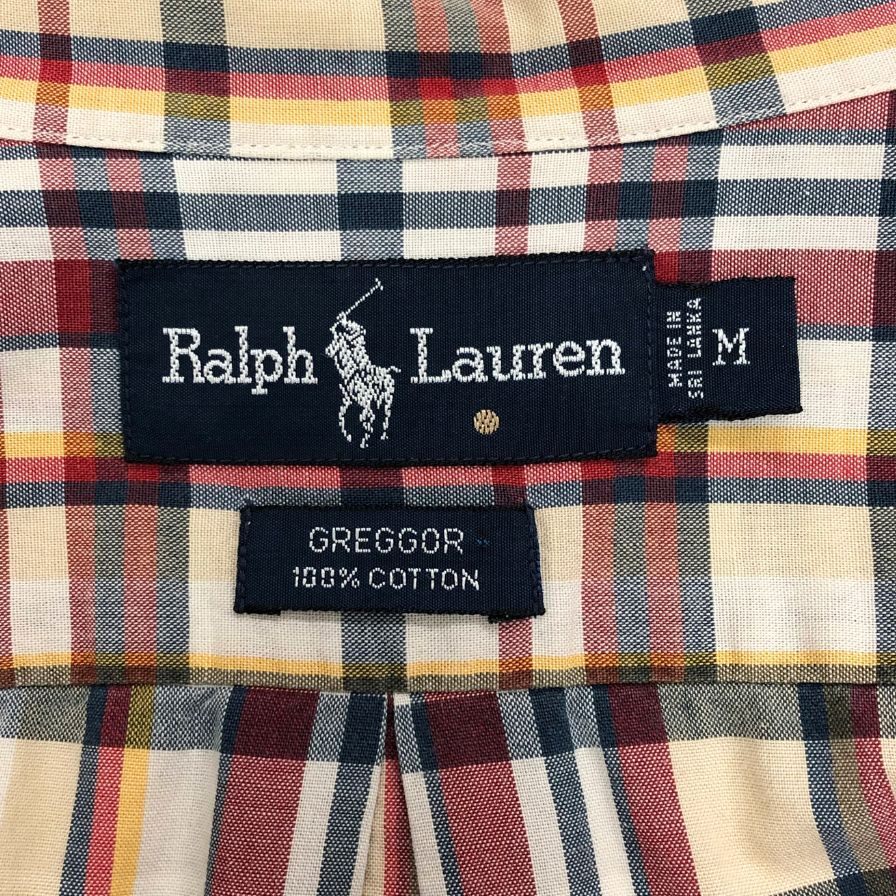 Ralph Lauren
MADE IN
SRI LANKA
M
GREGGOR
100% COTTON